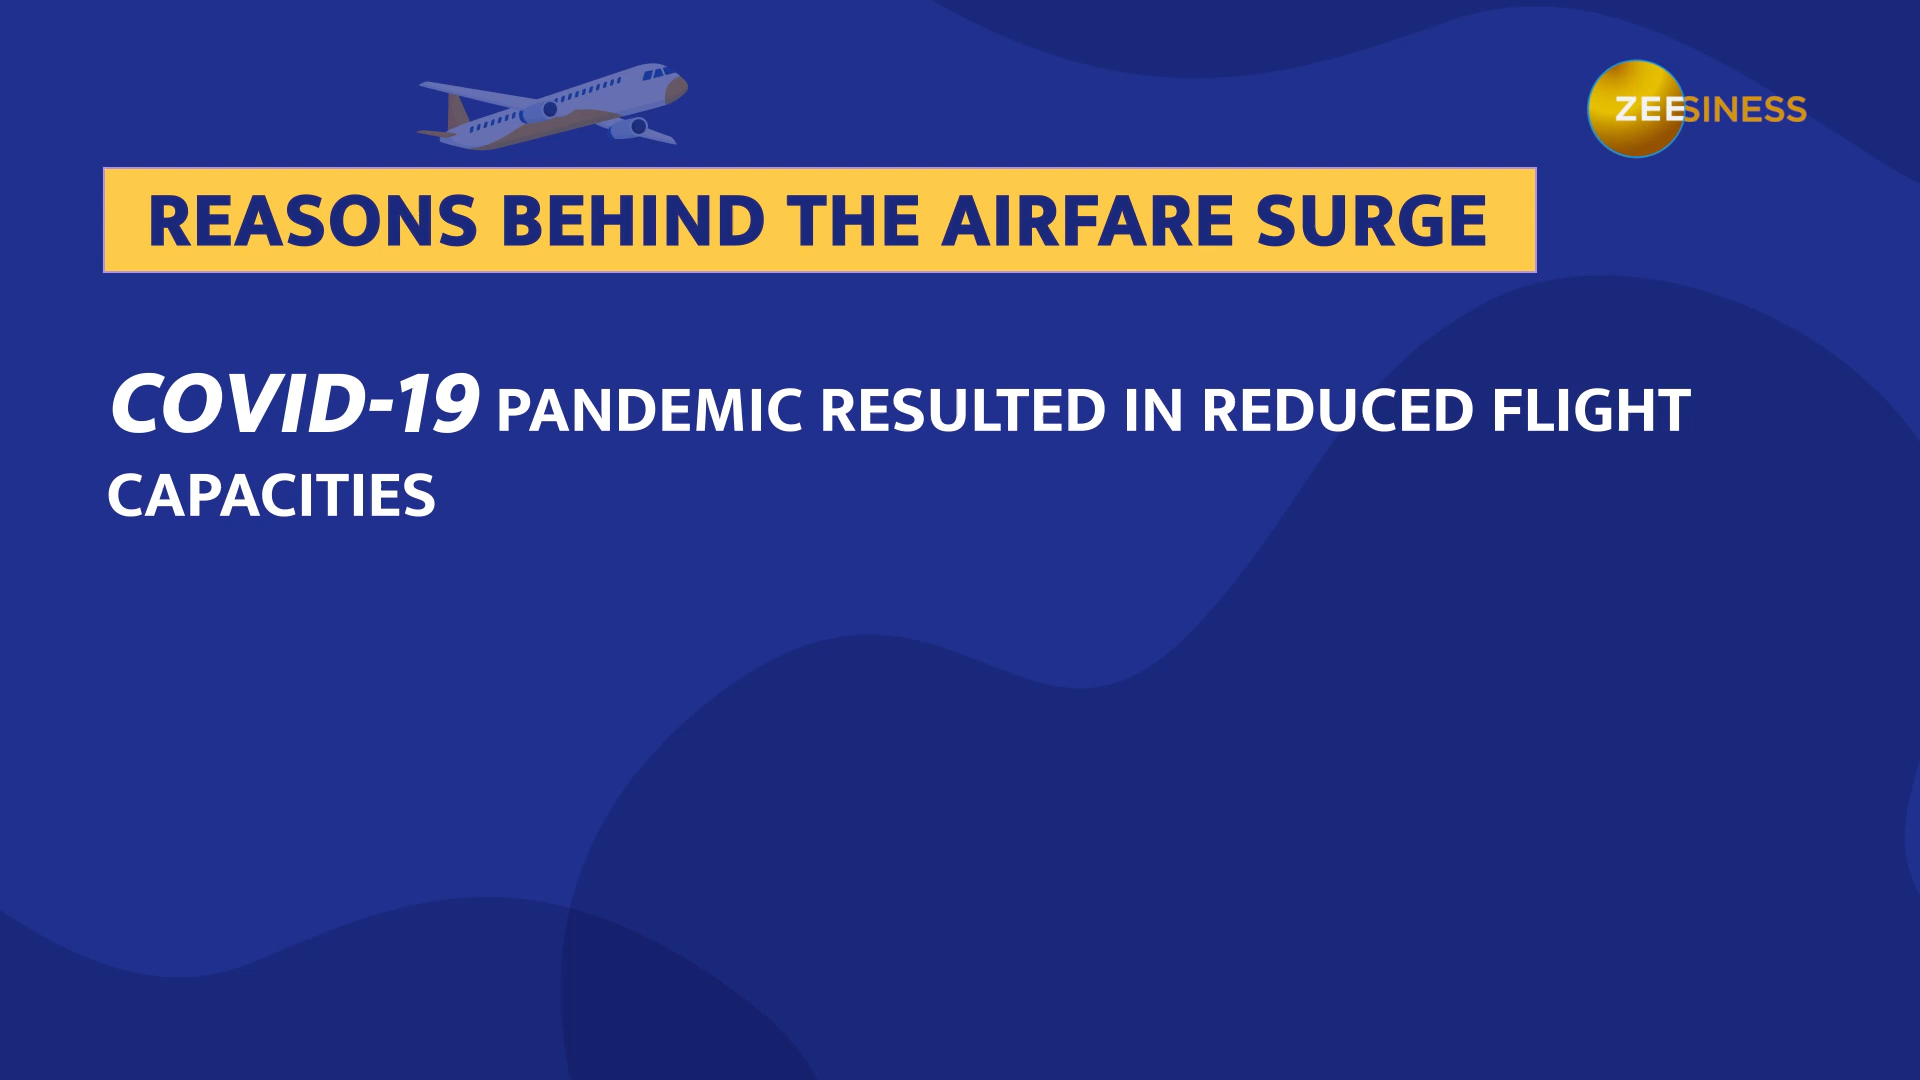 ZEESINESS
REASONS BEHIND THE AIRFARE SURGE
COVID-19 PANDEMIC RESULTED IN REDUCED FLIGHT
CAPACITIES